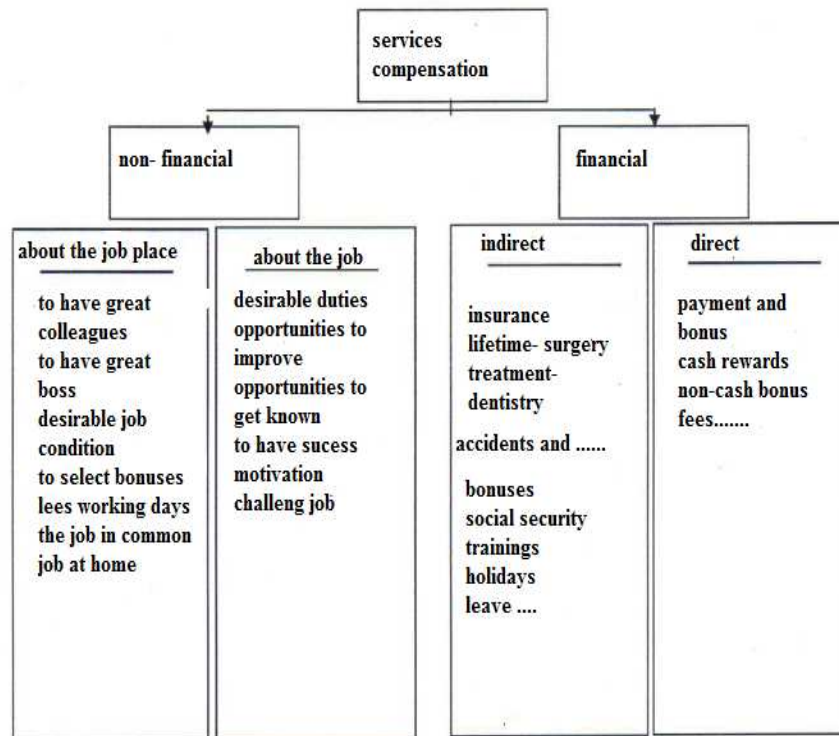 services
compensation
non- financial
financial
about the job place
to have great
colleagues
to have great
boss
desirable job
condition
to select bonuses
lees working days
the job in common
job at home
about the job
desirable duties
opportunities to
improve
opportunities to
get known
to have sucess
motivation
challeng job
indirect
insurance
lifetime- surgery
treatment-
dentistry
accidents and ......
bonuses
social security
trainings
holidays
leave ....
direct
payment and
bonus
cash rewards
non-cash bonus
fees.......